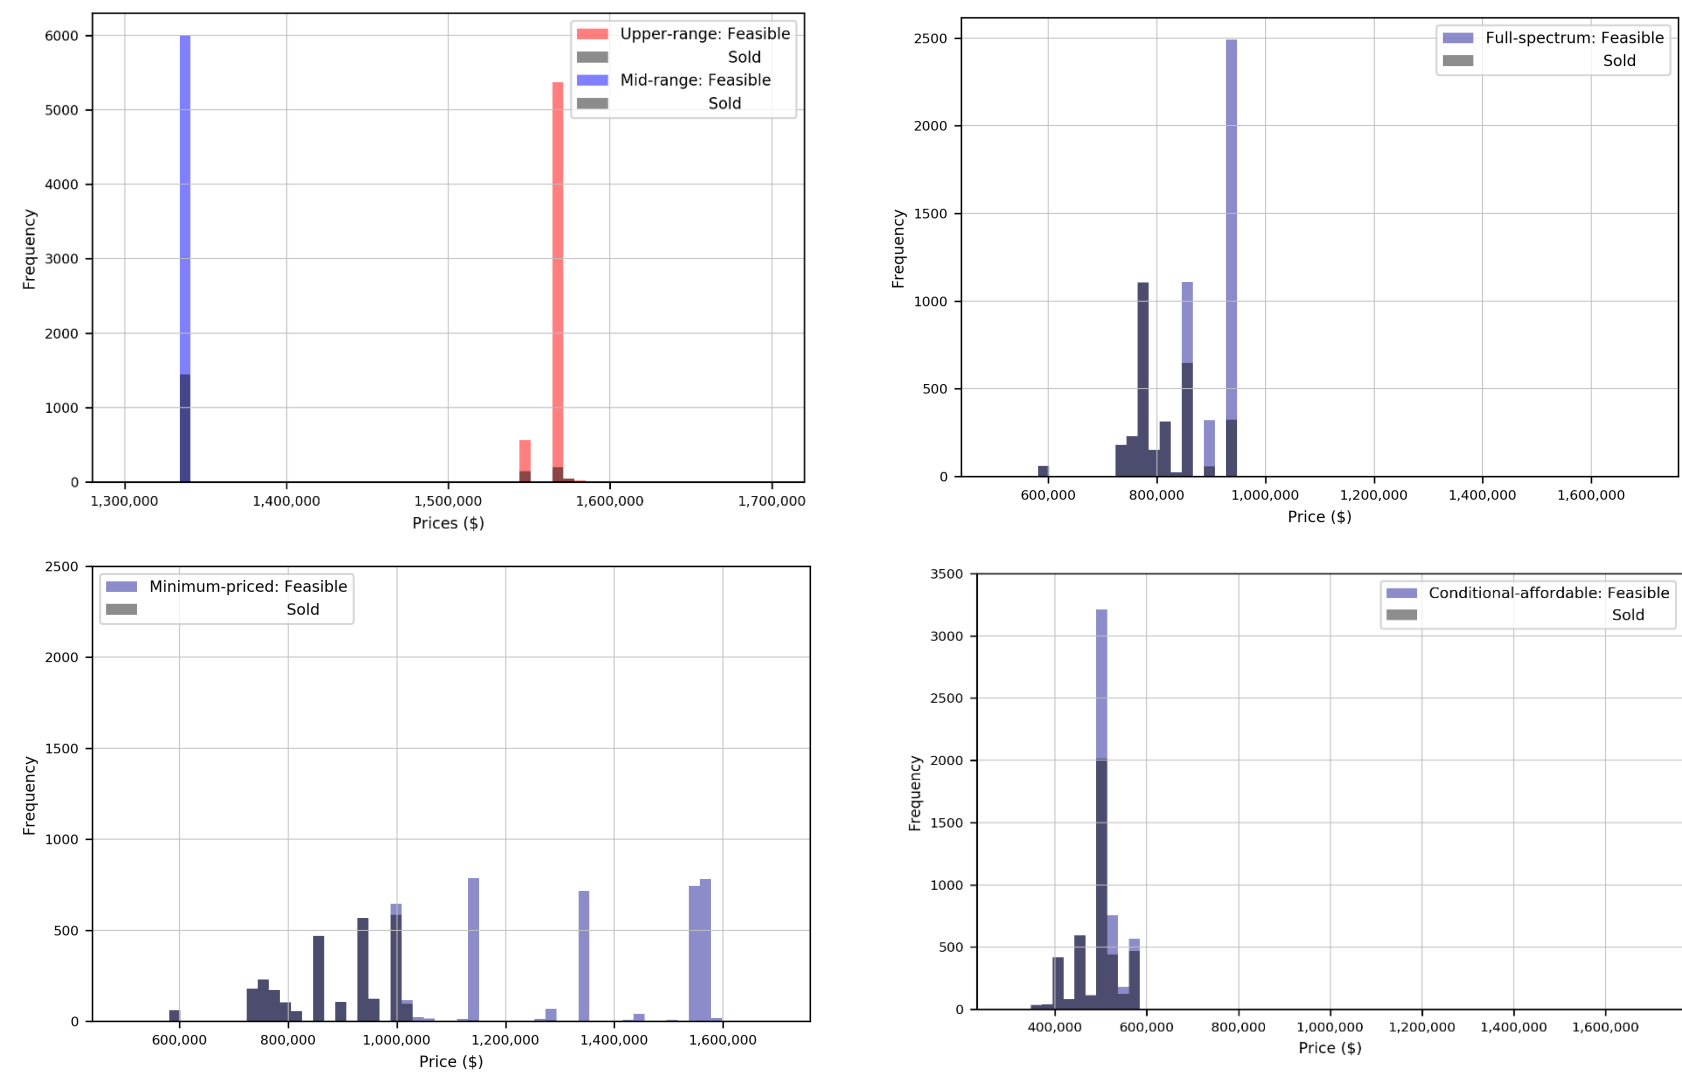 6000
5000
4000
3000
2000
1000
0
Frequency
Upper-range: Feasible
Sold
Mid-range: Feasible
Sold
1,300,000 1,400,000 1,500,000 1,600,000 1,700,000
Prices ($)
2500
2000
1500
1000
500
0
Frequency
Full-spectrum: Feasible
Sold
600,000 800,000 1,000,000 1,200,000 1,400,000 1,600,000
Price ($)
2500
2000
1500
1000
500
0
Frequency
Minimum-priced: Feasible
Sold
600,000 800,000 1,000,000 1,200,000 1,400,000 1,600,000
Price ($)
3500
3000
2500
2000
1500
1000
500
0
Frequency
Conditional-affordable: Feasible
Sold
400,000 600,000 800,000 1,000,000 1,200,000 1,400,000 1,600,000
Price ($)